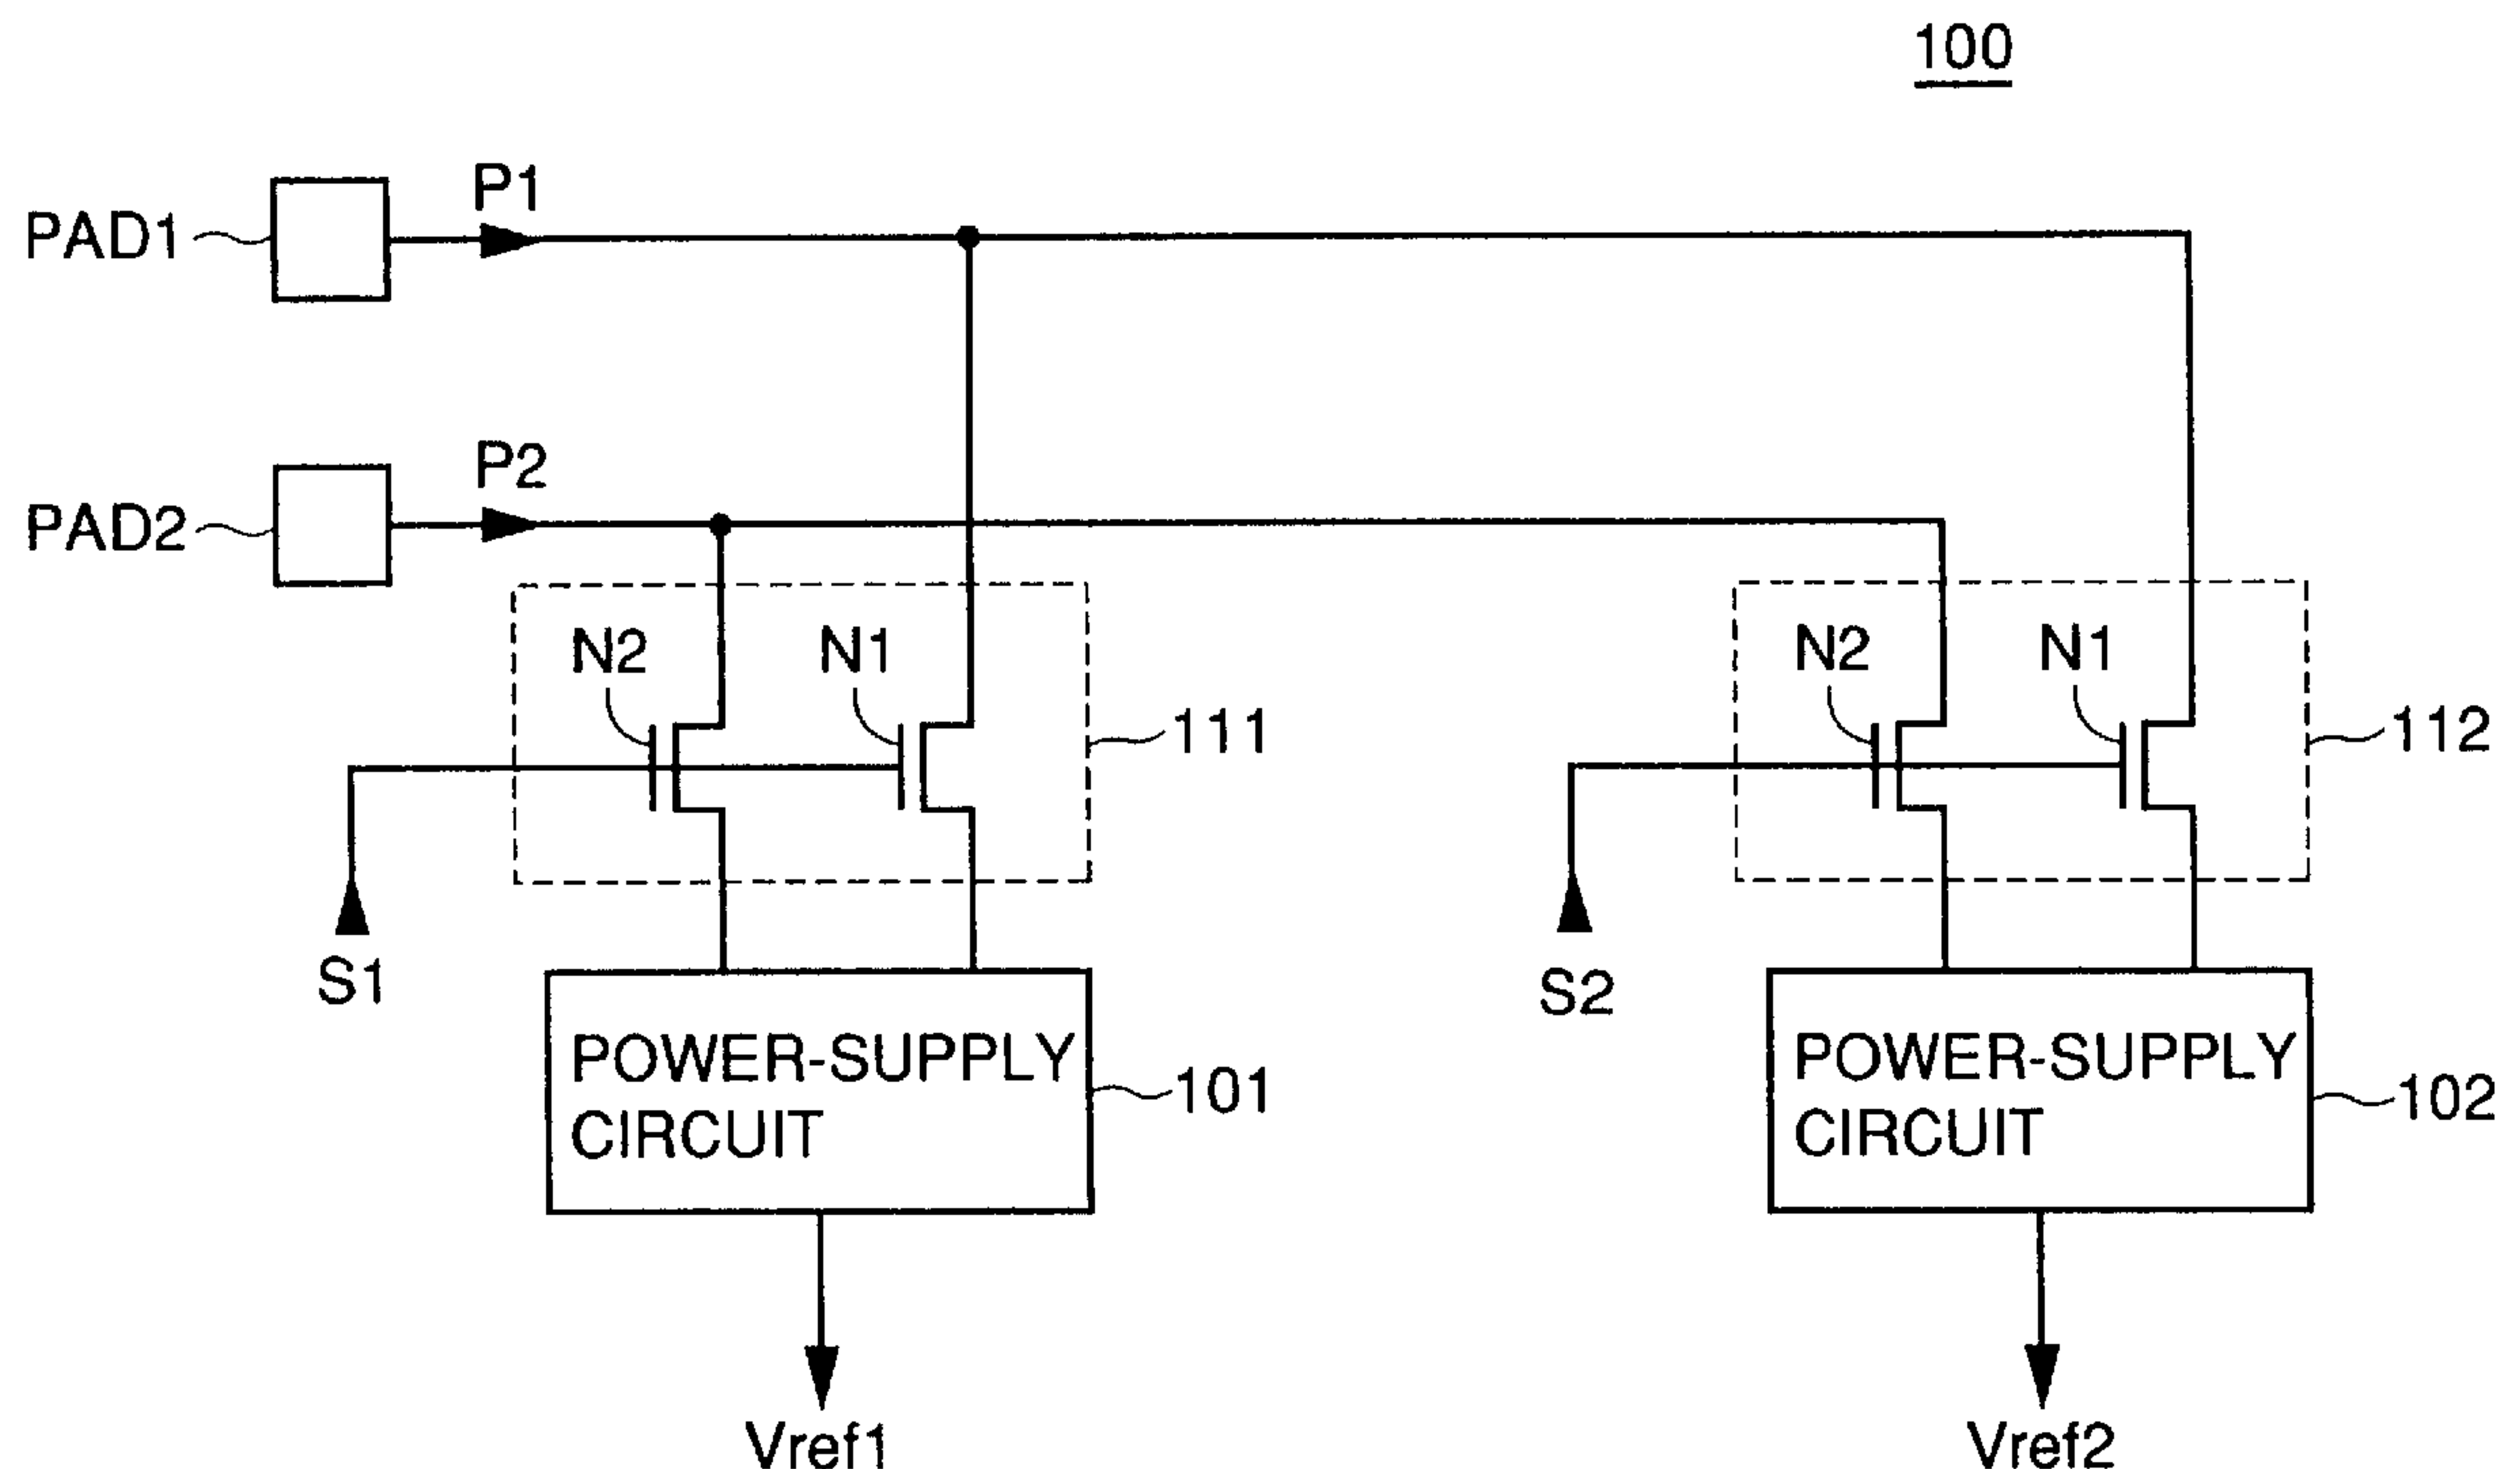 100
P1
PAD1
P2
PAD2
N2
N1
111
N2
N1
112
S1
S2
POWER-SUPPLY
CIRCUIT
101
POWER-SUPPLY
CIRCUIT
102
Vref1
Vref2